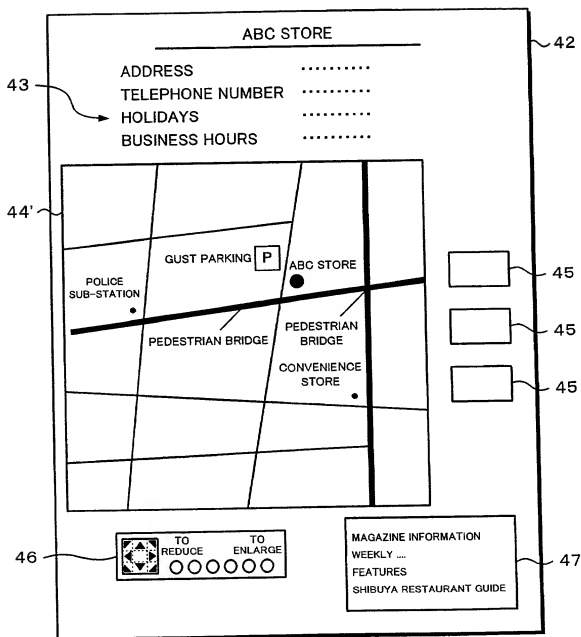 ABC STORE
42
ADDRESS ..........
TELEPHONE NUMBER ..........
43
HOLIDAYS ..........
BUSINESS HOURS ..........
44'
GUST PARKING P
ABC STORE
POLICE
SUB-STATION
45
PEDESTRIAN BRIDGE
PEDESTRIAN
BRIDGE
45
CONVENIENCE
STORE
45
46
TO
REDUCE
TO
ENLARGE
MAGAZINE INFORMATION
WEEKLY ....
FEATURES
SHIBUYA RESTAURANT GUIDE
47